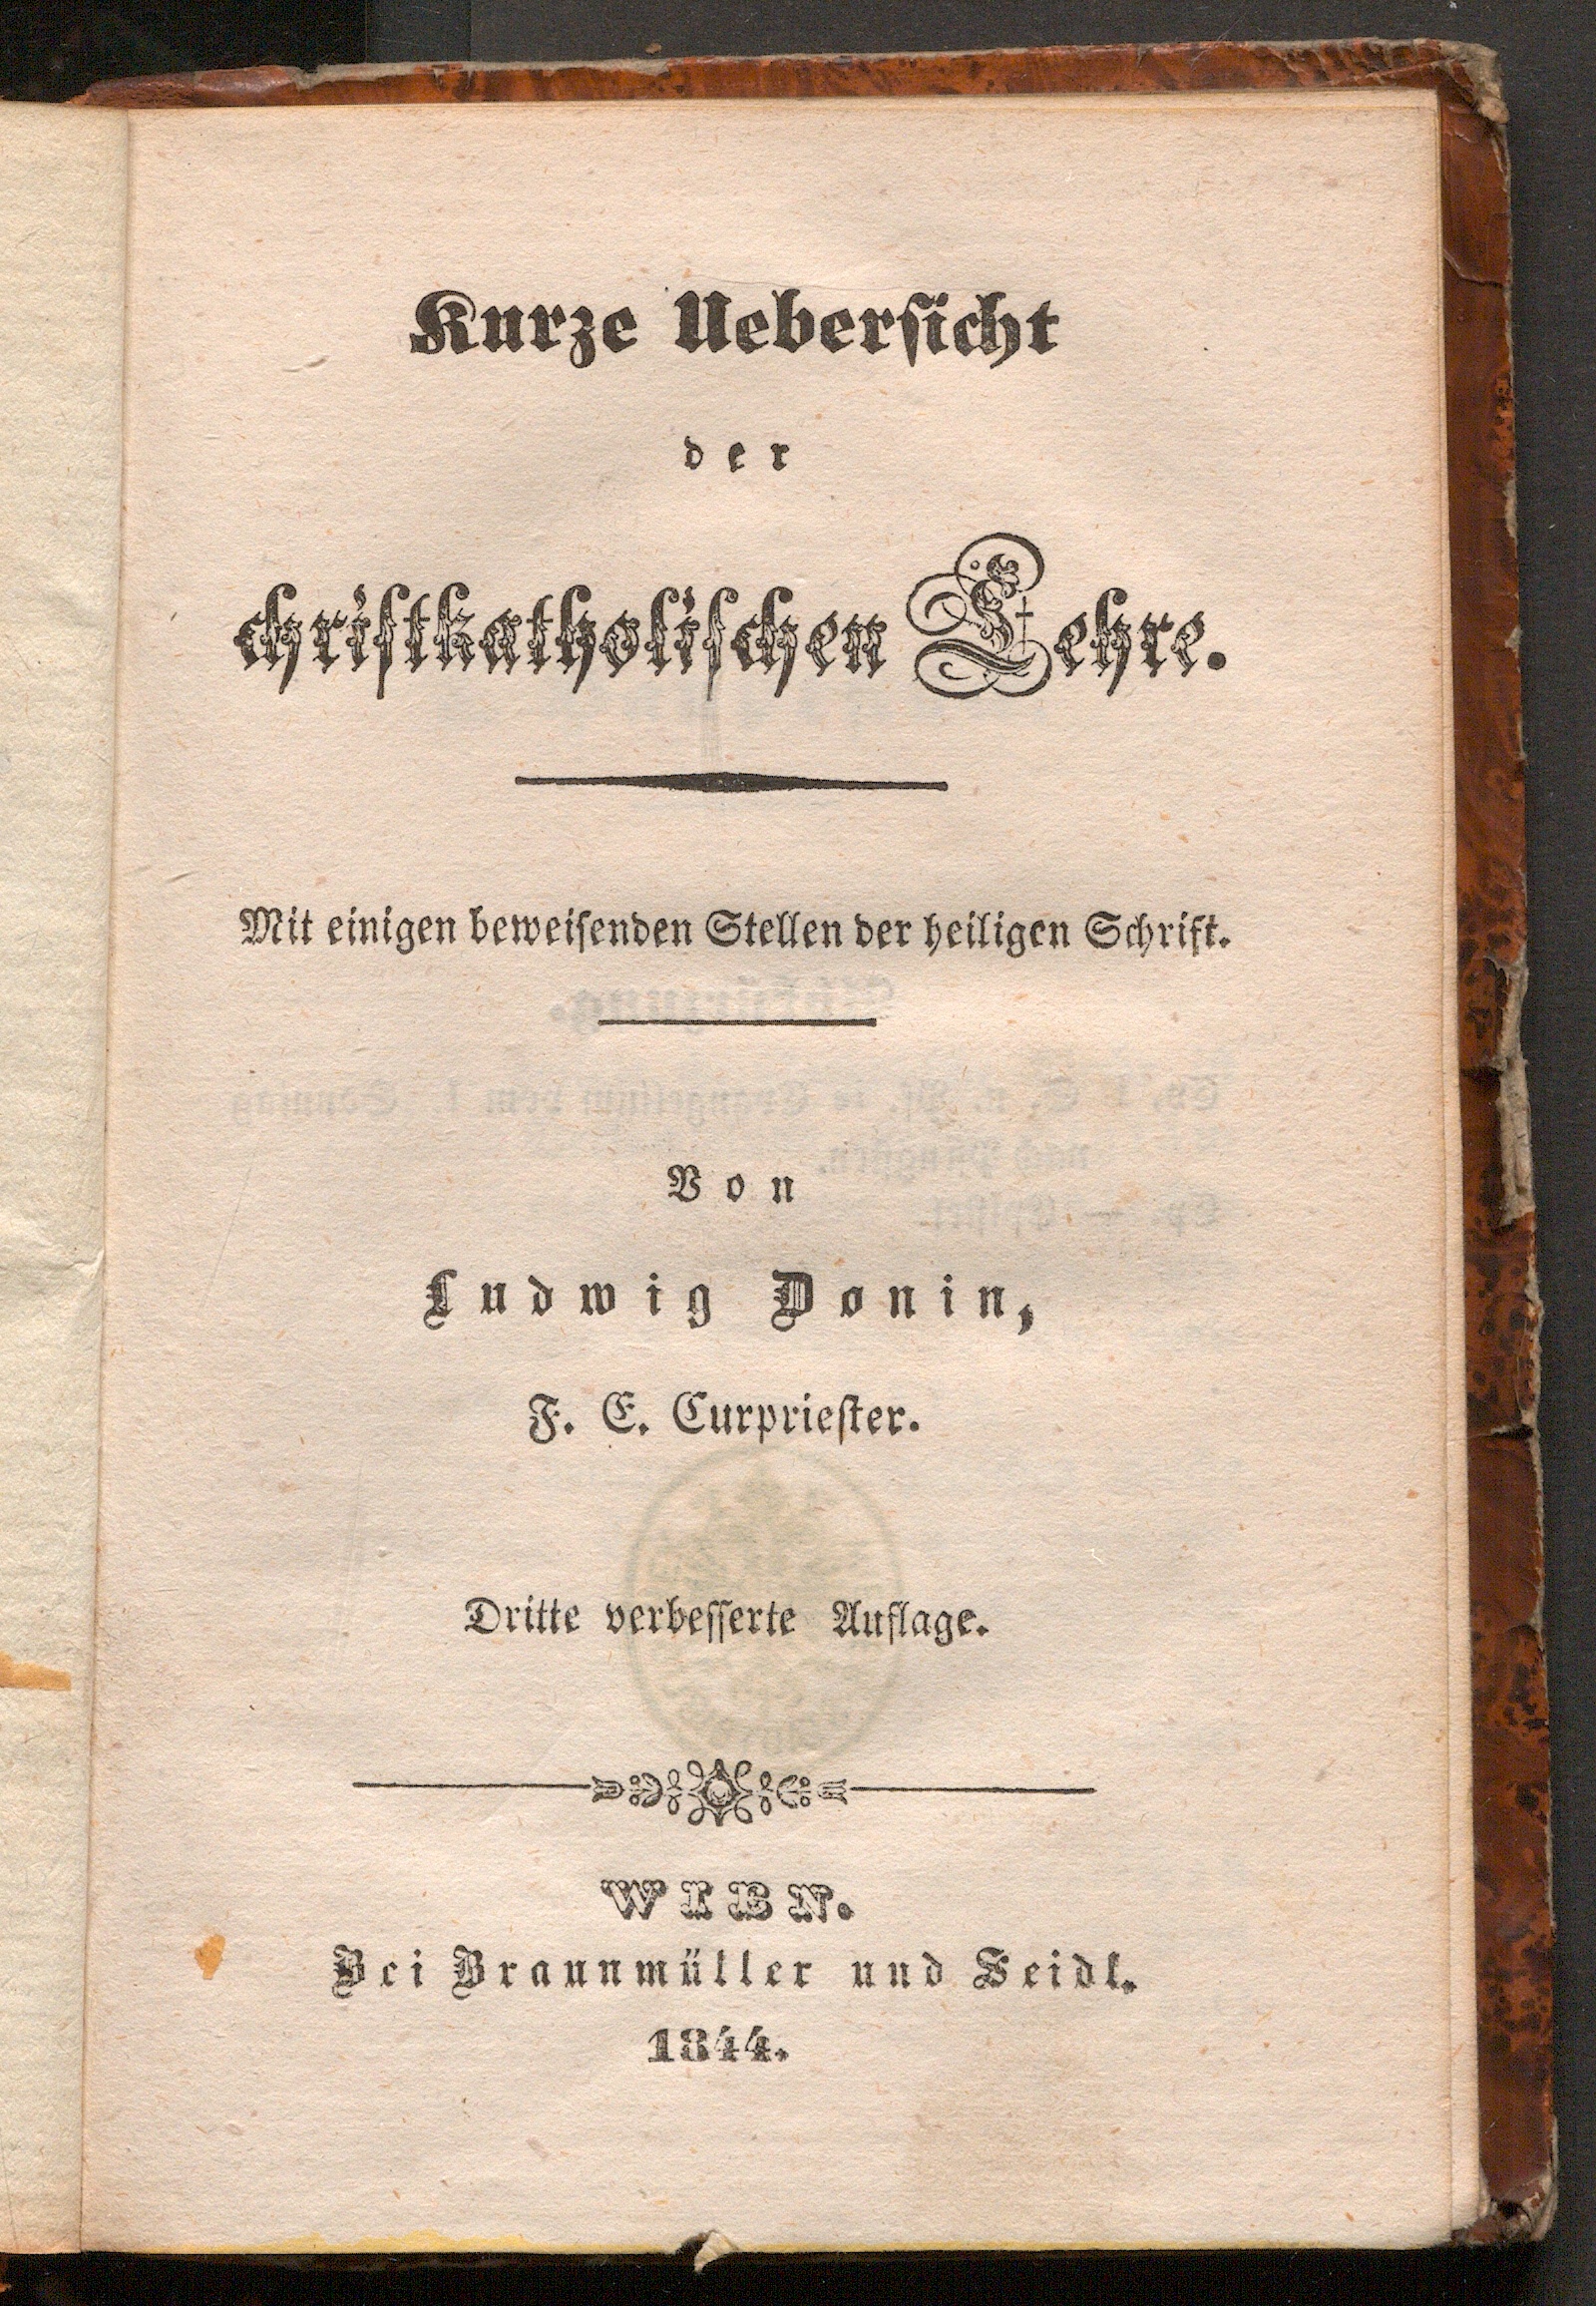 Kurze Ueberſicht
der
chriſtkatholiſchen Lehre.
Mit einigen beweiſenden Stellen der heiligen Schrift.
Von
Ludwig Donin,
F. E. Curprieſter.
Dritte verbeſſerte Auflage.
WIEN.
Bei Braunmüller und Seidl.
1844.